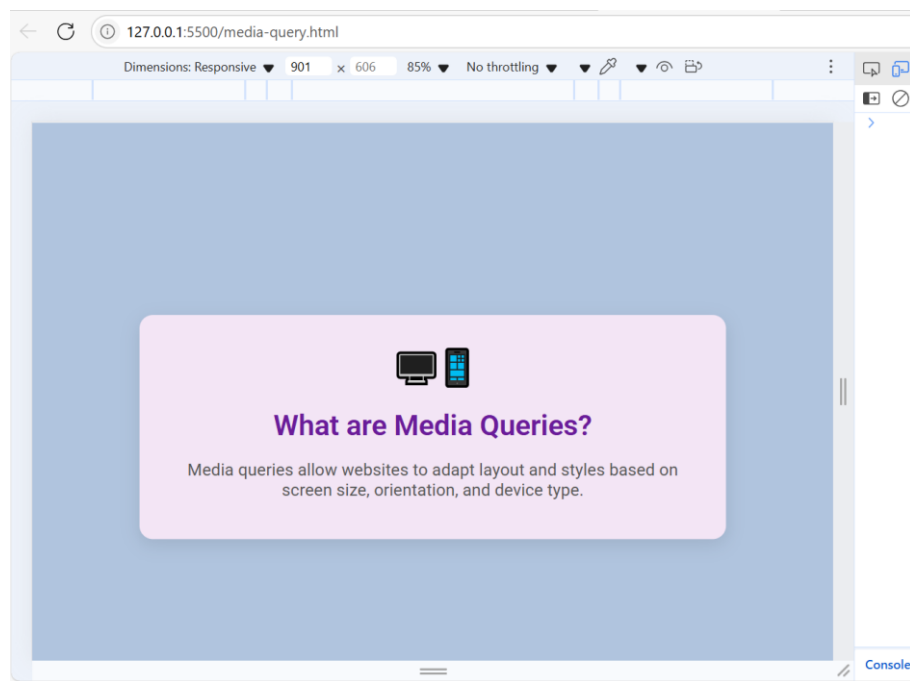 127.0.0.1:5500/media-query.html
Dimensions: Responsive 901 × 606 85% No throttling
What are Media Queries?
Media queries allow websites to adapt layout and styles based on
screen size, orientation, and device type.
Console